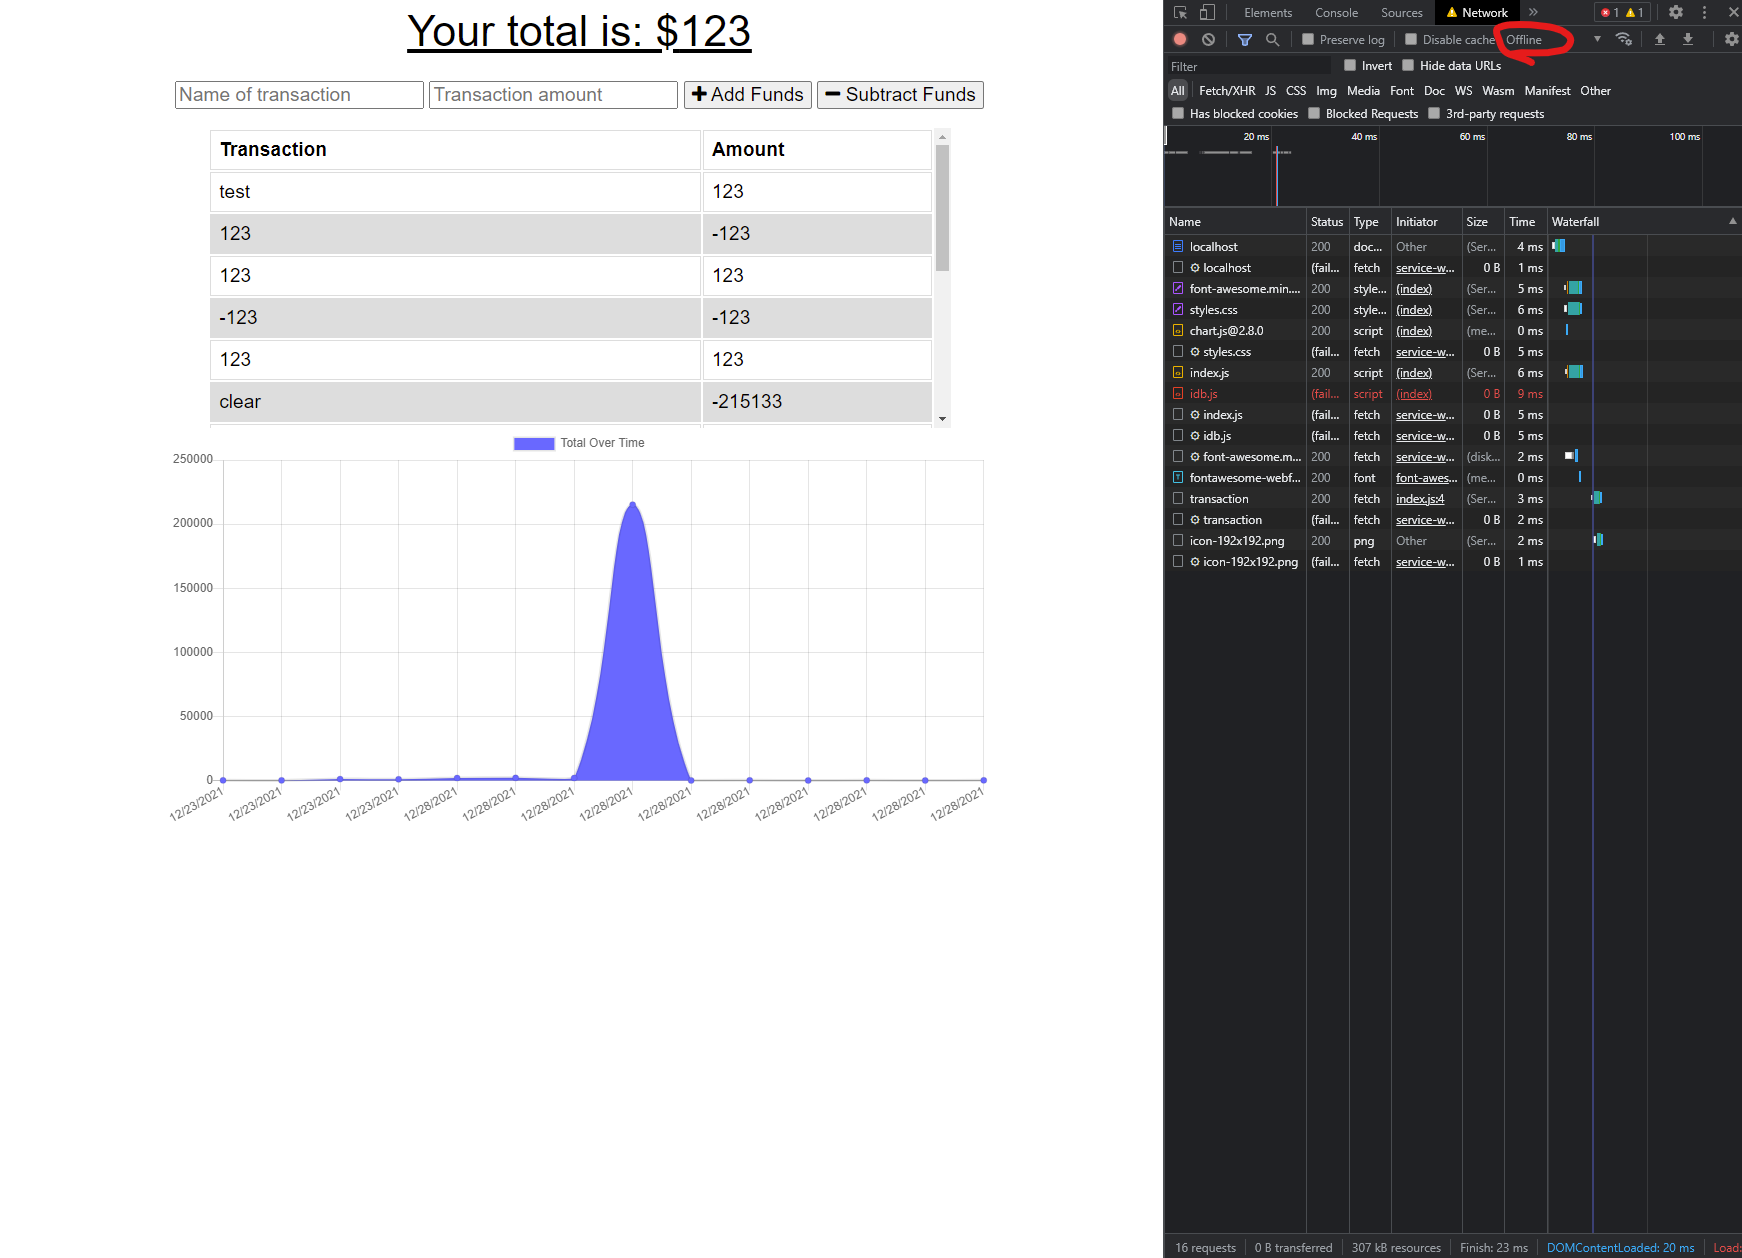 Your total is: $123
Name of transaction Transaction amount Add Funds Subtract Funds
Transaction Amount
test 123
123 -123
123 123
-123 -123
123 123
clear -215133
Total Over Time
250000
200000
150000
100000
50000
0
12/23/2021 12/23/2021 12/23/2021 12/23/2021 12/28/2021 12/28/2021 12/28/2021 12/28/2021 12/28/2021 12/28/2021 12/28/2021 12/28/2021 12/28/2021 12/28/2021
Elements Console Sources Network » 1 1
Preserve log Disable cache Offline
Filter Invert Hide data URLs
All Fetch/XHR JS CSS Img Media Font Doc WS Wasm Manifest Other
Has blocked cookies Blocked Requests 3rd-party requests
20 ms 40 ms 60 ms 80 ms 100 ms
Name Status Type Initiator Size Time Waterfall
localhost 200 doc... Other (Ser... 4 ms
localhost (fail... fetch service-w... 0 B 1 ms
font-awesome.min.... 200 style... (index) (Ser... 5 ms
styles.css 200 style... (index) (Ser... 6 ms
chart.js@2.8.0 200 script (index) (me... 0 ms
styles.css (fail... fetch service-w... 0 B 5 ms
index.js 200 script (index) (Ser... 6 ms
idb.js (fail... script (index) 0 B 9 ms
index.js (fail... fetch service-w... 0 B 5 ms
idb.js (fail... fetch service-w... 0 B 5 ms
font-awesome.m... 200 fetch service-w... (disk... 2 ms
fontawesome-webf... 200 font font-awes... (me... 0 ms
transaction 200 fetch index.js:4 (Ser... 3 ms
transaction (fail... fetch service-w... 0 B 2 ms
icon-192x192.png 200 png Other (Ser... 2 ms
icon-192x192.png (fail... fetch service-w... 0 B 1 ms
16 requests 0 B transferred 307 kB resources Finish: 23 ms DOMContentLoaded: 20 ms Load: